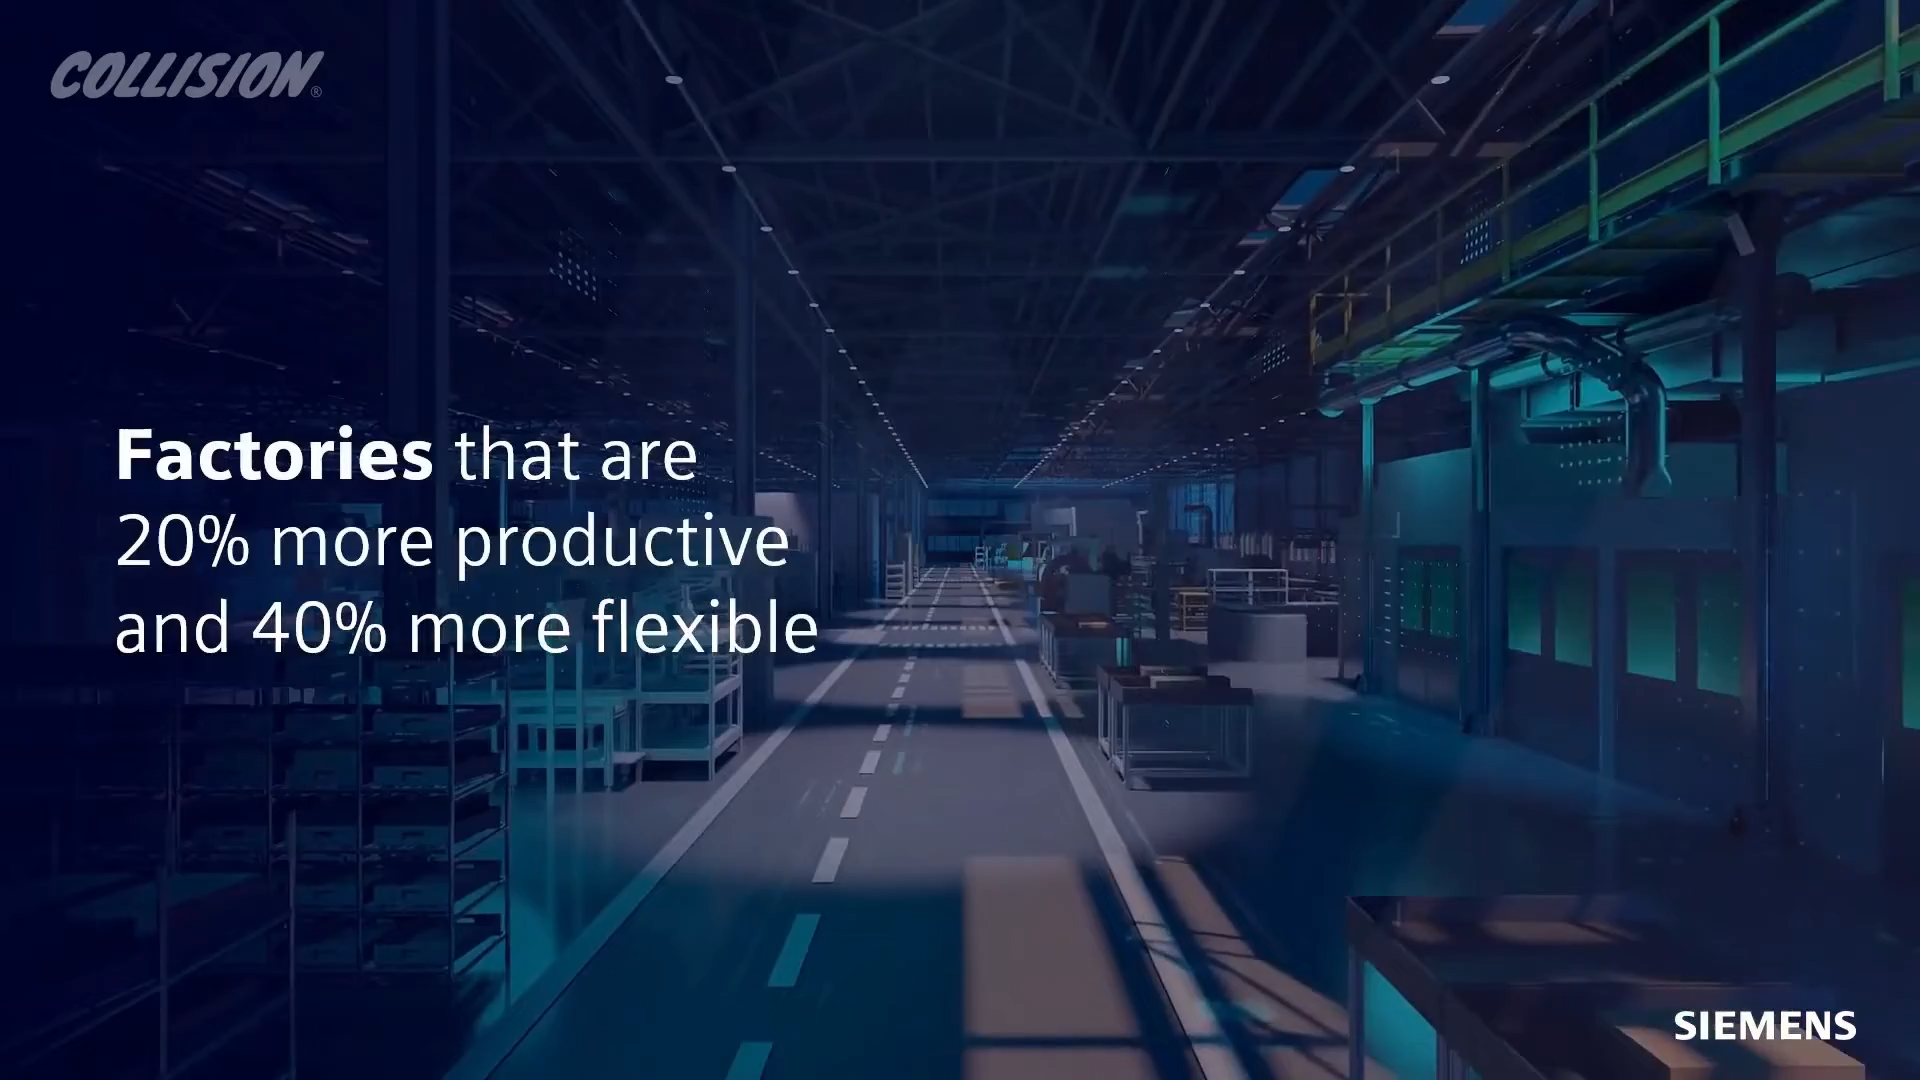 COLLISION®
Factories that are
20% more productive
and 40% more flexible
SIEMENS